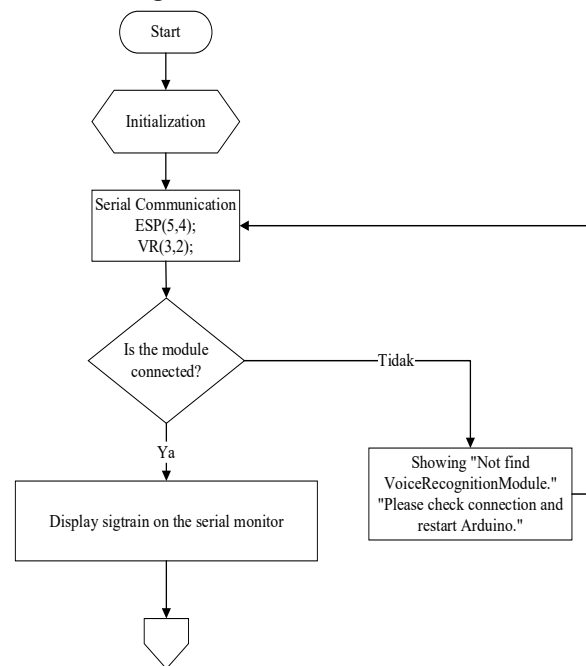 Start
Initialization
Serial Communication
ESP(5,4);
VR(3,2);
Is the module
connected?
Tidak
Ya
Showing "Not find
VoiceRecognitionModule."
"Please check connection and
restart Arduino."
Display sigtrain on the serial monitor